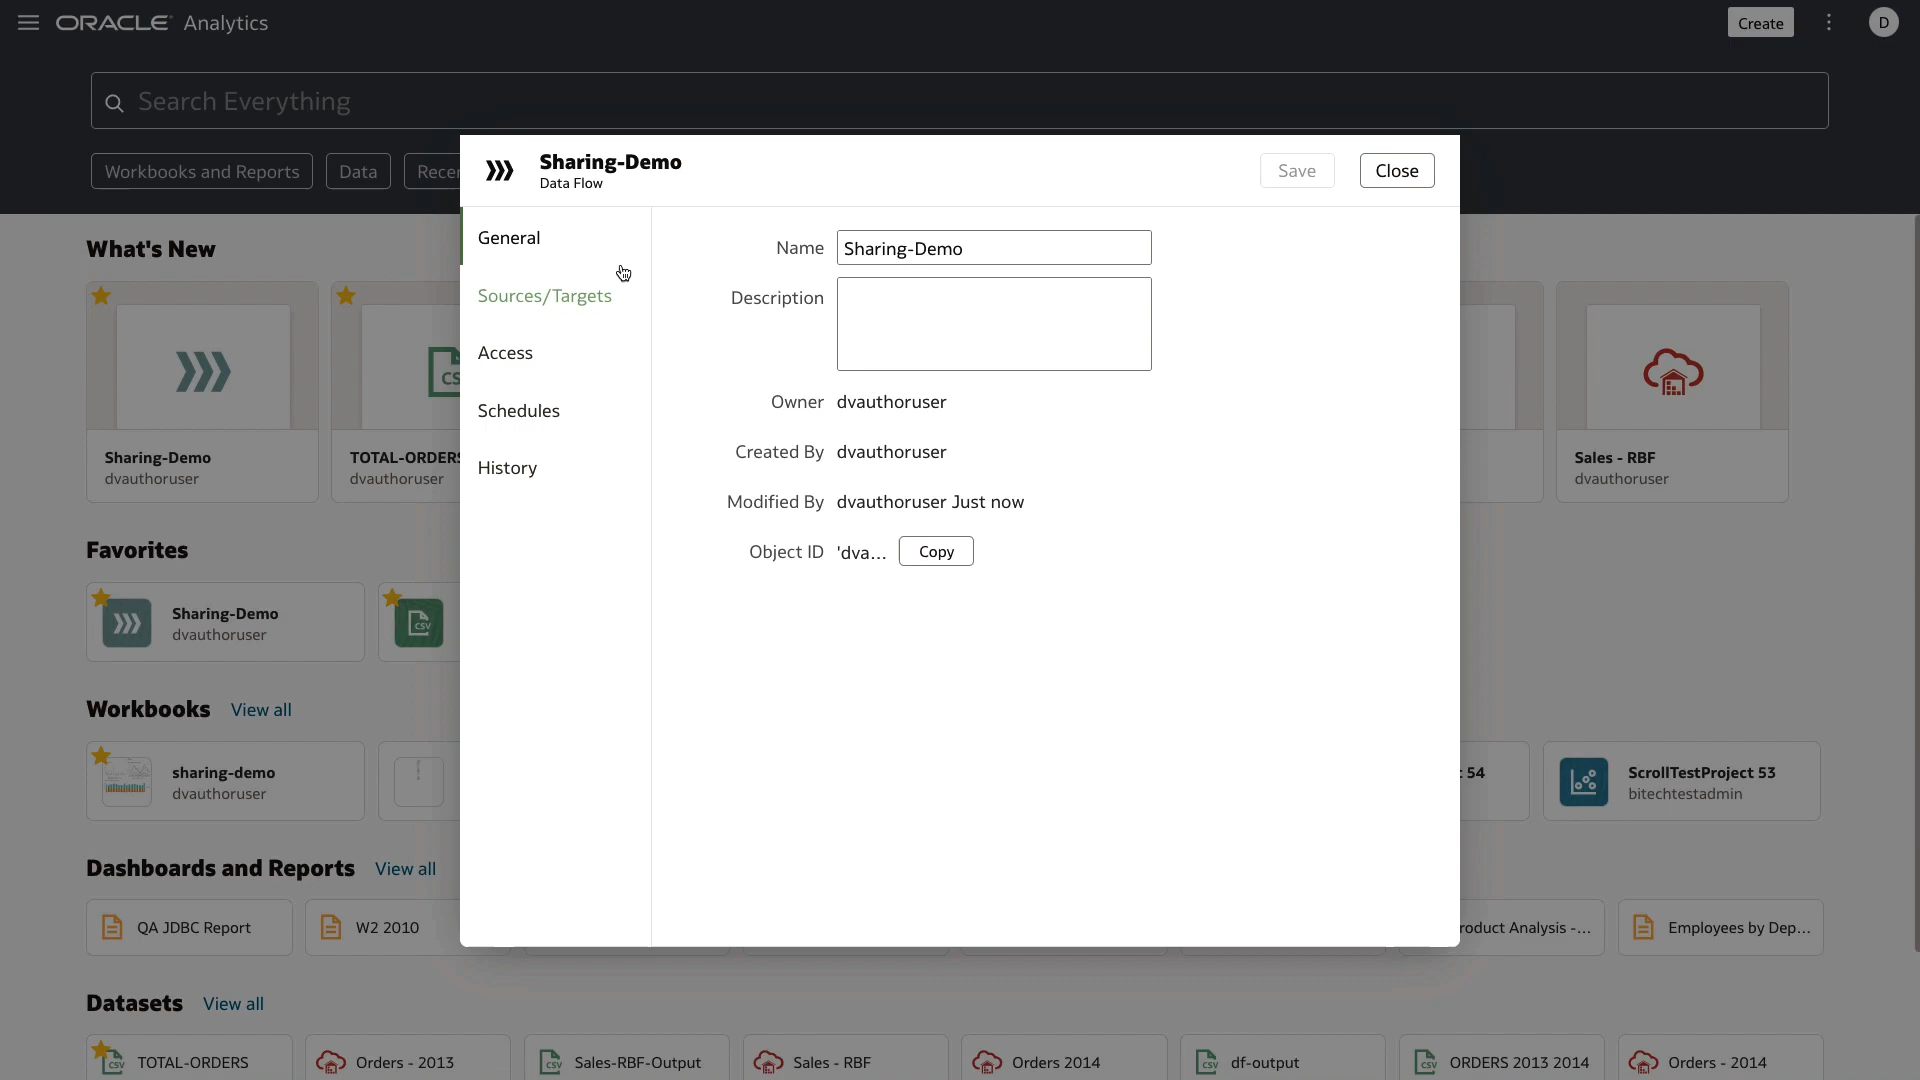 ORACLE Analytics
Create
D
Search Everything
Workbooks and Reports
Data
Sharing-Demo
Data Flow
Save
Close
General
Sources/Targets
Access
Schedules
History
Name
Sharing-Demo
Description
Owner dvauthoruser
Created By dvauthoruser
Modified By dvauthoruser Just now
Object ID 'dva... Copy
What's New
Sharing-Demo
dvauthoruser
TOTAL-ORDERS
dvauthoruser
Sales - RBF
dvauthoruser
Favorites
Sharing-Demo
dvauthoruser
CSV
Workbooks View all
sharing-demo
dvauthoruser
54
ScrollTestProject 53
bitechtestadmin
Dashboards and Reports View all
QA JDBC Report
W2 2010
Analysis -...
Employees by Dep...
Datasets View all
CSV TOTAL-ORDERS
Orders - 2013
CSV Sales-RBF-Output
Sales - RBF
Orders 2014
CSV df-output
CSV ORDERS 2013 2014
Orders - 2014